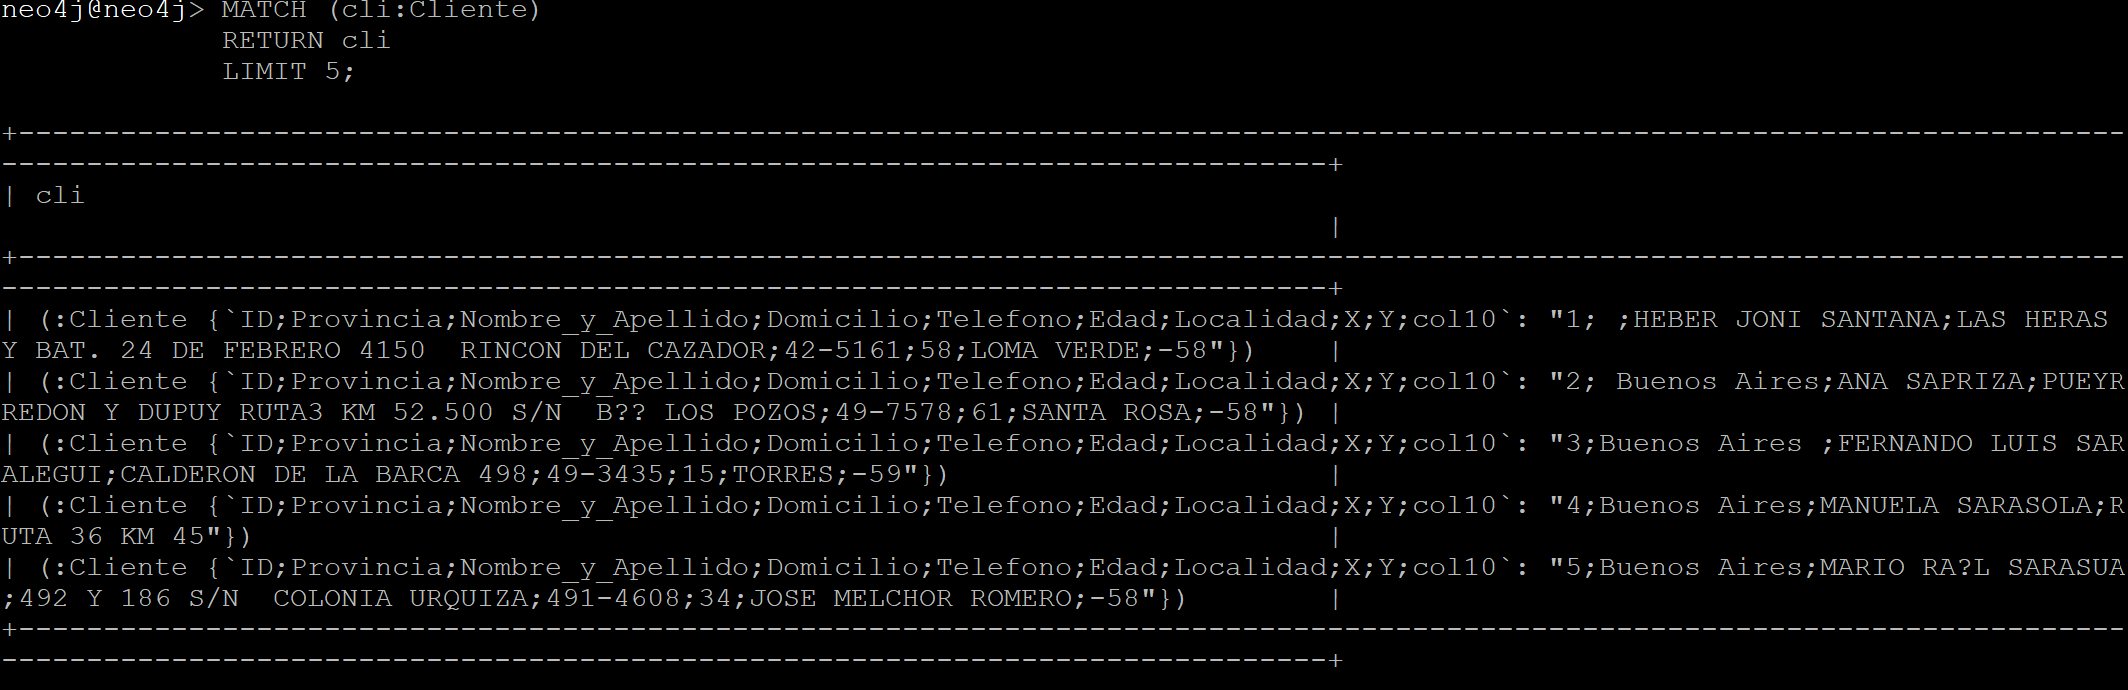 neo4j@neo4j> MATCH (cli:Cliente)
RETURN cli
LIMIT 5;
+----------------------------------------------------------------------------------------------------------------------------
------------------------------------------------------------------------------+
| cli
|
+----------------------------------------------------------------------------------------------------------------------------
------------------------------------------------------------------------------+
| (:Cliente {`ID;Provincia;Nombre_y_Apellido;Domicilio;Telefono;Edad;Localidad;X;Y;col10`: "1; ;HEBER JONI SANTANA;LAS HERAS
Y BAT. 24 DE FEBRERO 4150  RINCON DEL CAZADOR;42-5161;58;LOMA VERDE;-58"}) |
| (:Cliente {`ID;Provincia;Nombre_y_Apellido;Domicilio;Telefono;Edad;Localidad;X;Y;col10`: "2; Buenos Aires;ANA SAPRIZA;PUEYR
REDON Y DUPUY RUTA3 KM 52.500 S/N  B?? LOS POZOS;49-7578;61;SANTA ROSA;-58"}) |
| (:Cliente {`ID;Provincia;Nombre_y_Apellido;Domicilio;Telefono;Edad;Localidad;X;Y;col10`: "3;Buenos Aires ;FERNANDO LUIS SAR
ALEGUI;CALDERON DE LA BARCA 498;49-3435;15;TORRES;-59"}) |
| (:Cliente {`ID;Provincia;Nombre_y_Apellido;Domicilio;Telefono;Edad;Localidad;X;Y;col10`: "4;Buenos Aires;MANUELA SARASOLA;R
UTA 36 KM 45"}) |
| (:Cliente {`ID;Provincia;Nombre_y_Apellido;Domicilio;Telefono;Edad;Localidad;X;Y;col10`: "5;Buenos Aires;MARIO RA?L SARASUA
;492 Y 186 S/N  COLONIA URQUIZA;491-4608;34;JOSE MELCHOR ROMERO;-58"}) |
+----------------------------------------------------------------------------------------------------------------------------
------------------------------------------------------------------------------+